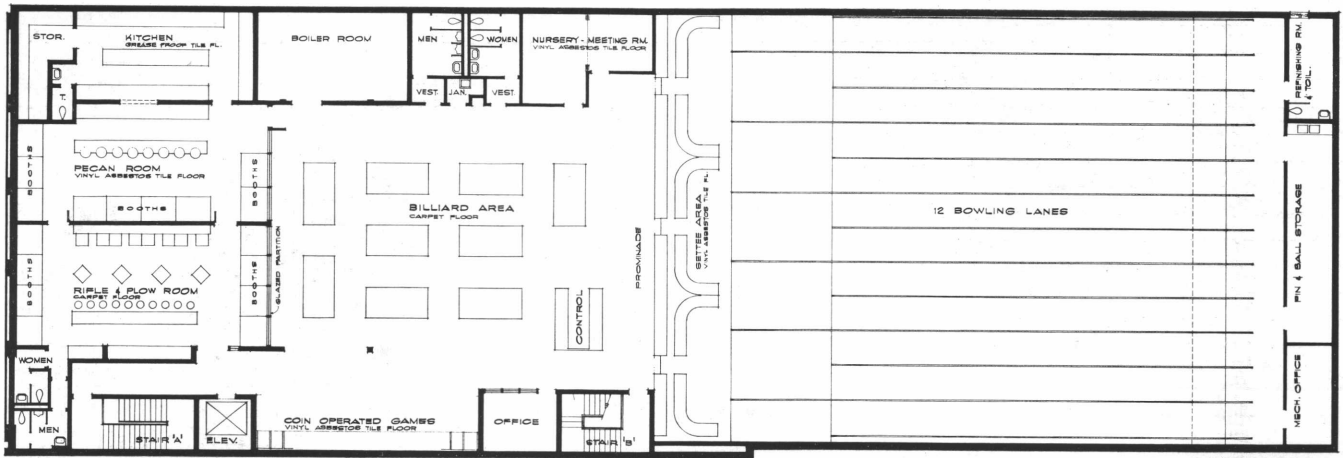 STOR.
KITCHEN
GREASE PROOF TILE FL.
BOILER ROOM
MEN
WOMEN
NURSERY - MEETING RM.
VINYL ASBESTOS TILE FLOOR
REFINISHING RM.
& TOIL.
T.
VEST.
JAN.
VEST.
BOOTHS
PECAN ROOM
VINYL ASBESTOS TILE FLOOR
BOOTHS
BOOTHS
BILLIARD AREA
CARPET FLOOR
PROMINADE
SETTEE AREA
VINYL ASBESTOS TILE FL.
12 BOWLING LANES
PIN & BALL STORAGE
BOOTHS
RIFLE & PLOW ROOM
CARPET FLOOR
BOOTHS
GLAZED PARTITION
CONTROL
WOMEN
MEN
STAIR 'A'
ELEV.
COIN OPERATED GAMES
VINYL ASBESTOS TILE FLOOR
OFFICE
STAIR 'B'
MECH. OFFICE